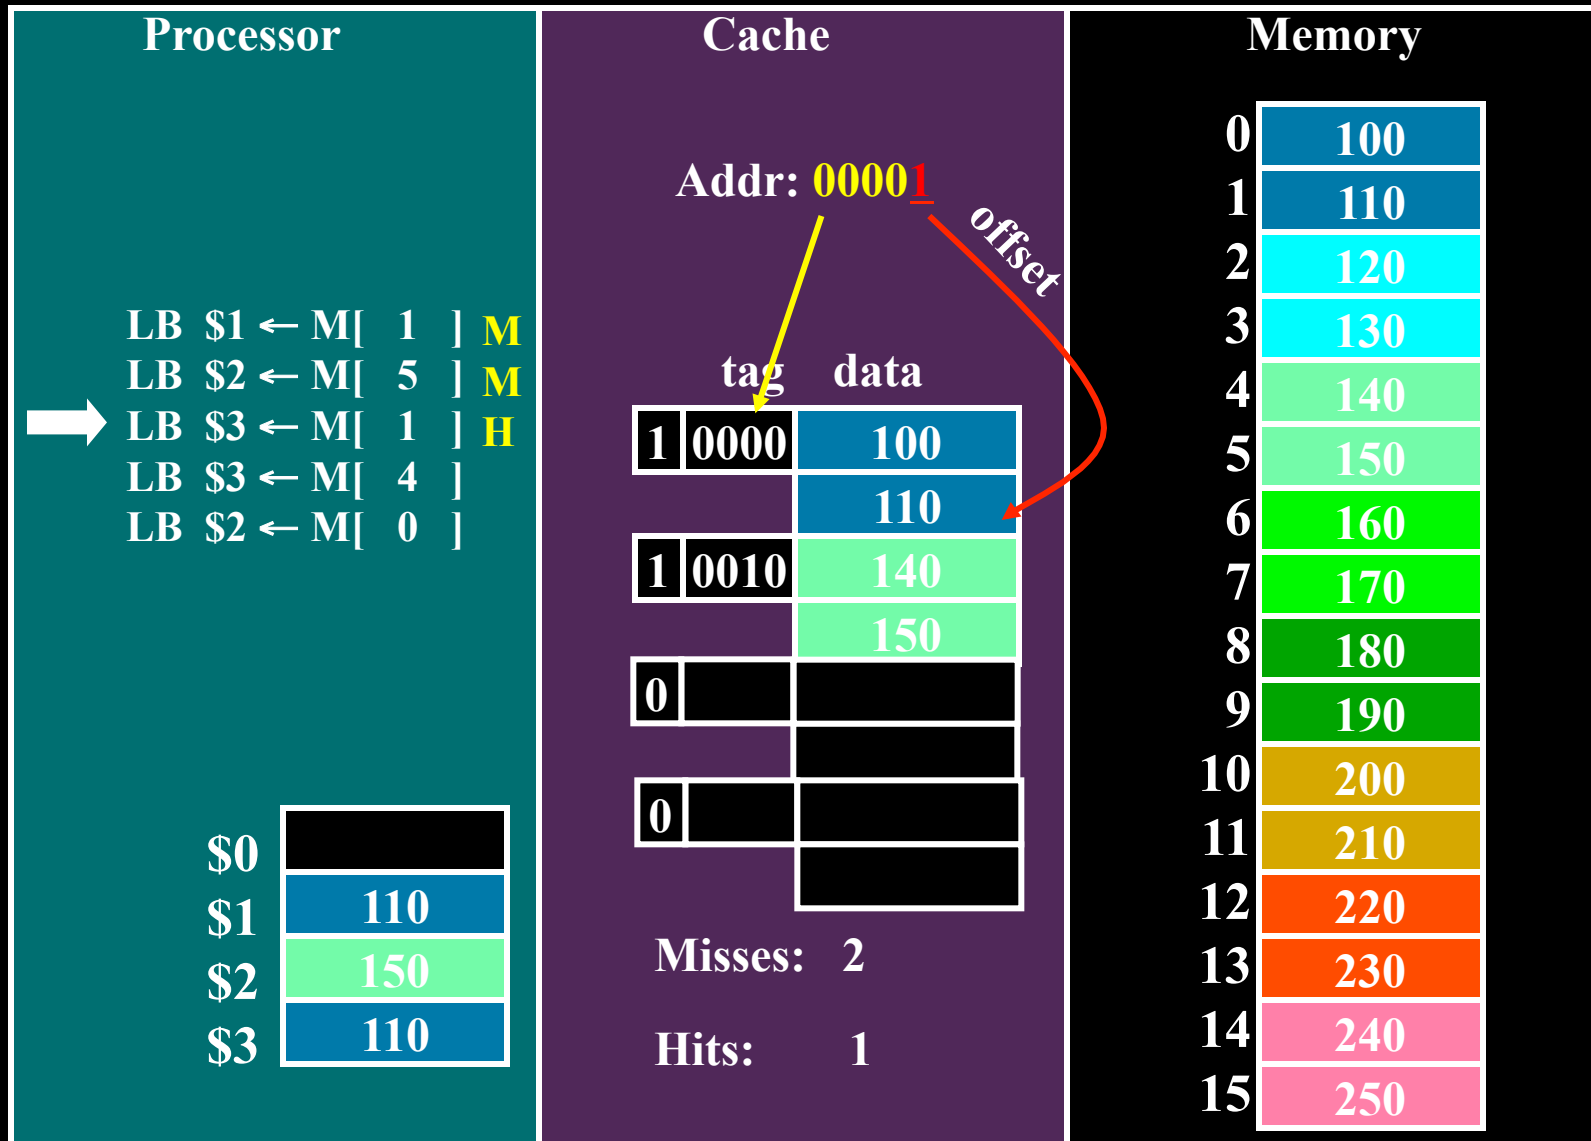 Processor
LB $1 ← M[ 1 ] M
LB $2 ← M[ 5 ] M
LB $3 ← M[ 1 ] H
LB $3 ← M[ 4 ]
LB $2 ← M[ 0 ]
$0
$1 110
$2 150
$3 110
Cache
Addr: 00001
offset
tag data
1 0000 100
110
1 0010 140
150
0
0
Misses: 2
Hits: 1
Memory
0 100
1 110
2 120
3 130
4 140
5 150
6 160
7 170
8 180
9 190
10 200
11 210
12 220
13 230
14 240
15 250